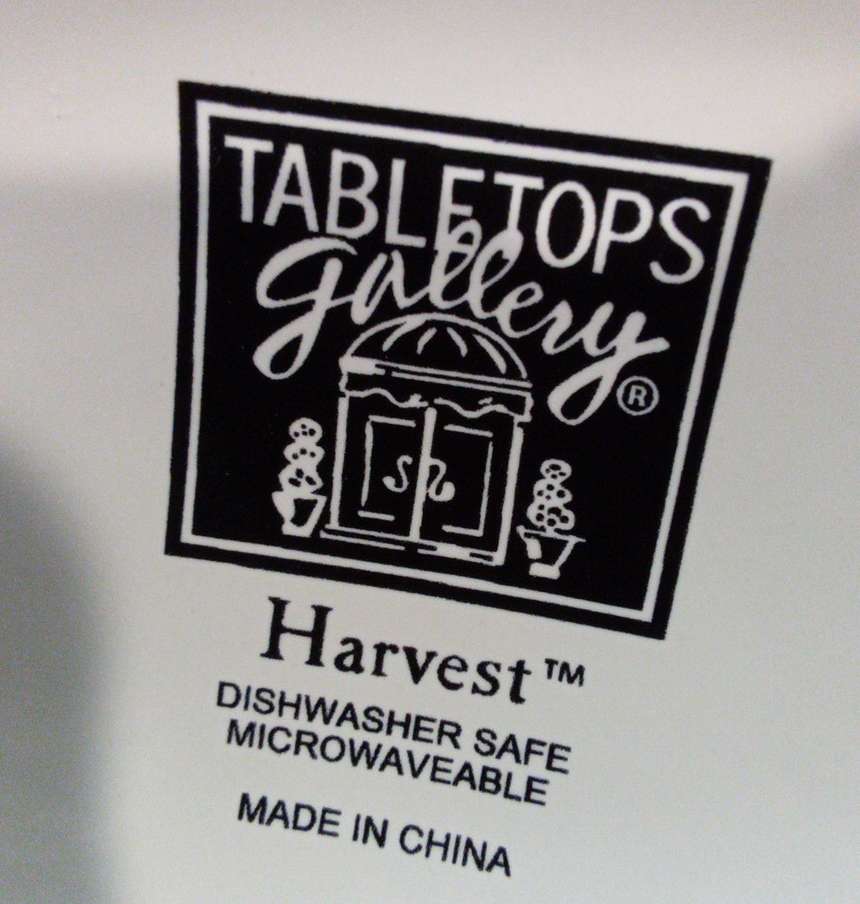 TABLETOPS
gallery®
Harvest™
DISHWASHER SAFE
MICROWAVEABLE
MADE IN CHINA